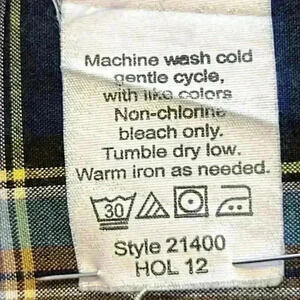 Machine wash cold
gentle cycle,
with like colors
Non-chlorine
bleach only.
Tumble dry low.
Warm iron as needed.
30
Style 21400
HOL 12